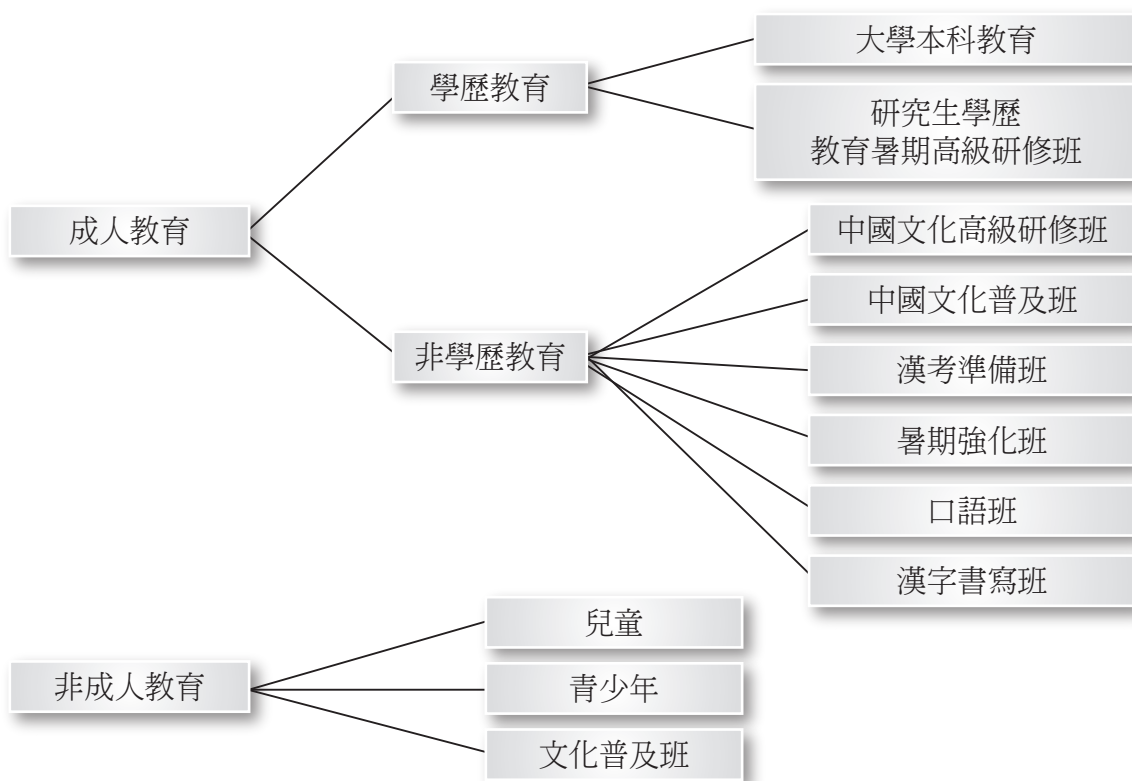 大學本科教育
學歷教育
研究生學歷
教育暑期高級研修班
成人教育
中國文化高級研修班
中國文化普及班
非學歷教育
漢考準備班
暑期強化班
口語班
漢字書寫班
兒童
非成人教育
青少年
文化普及班